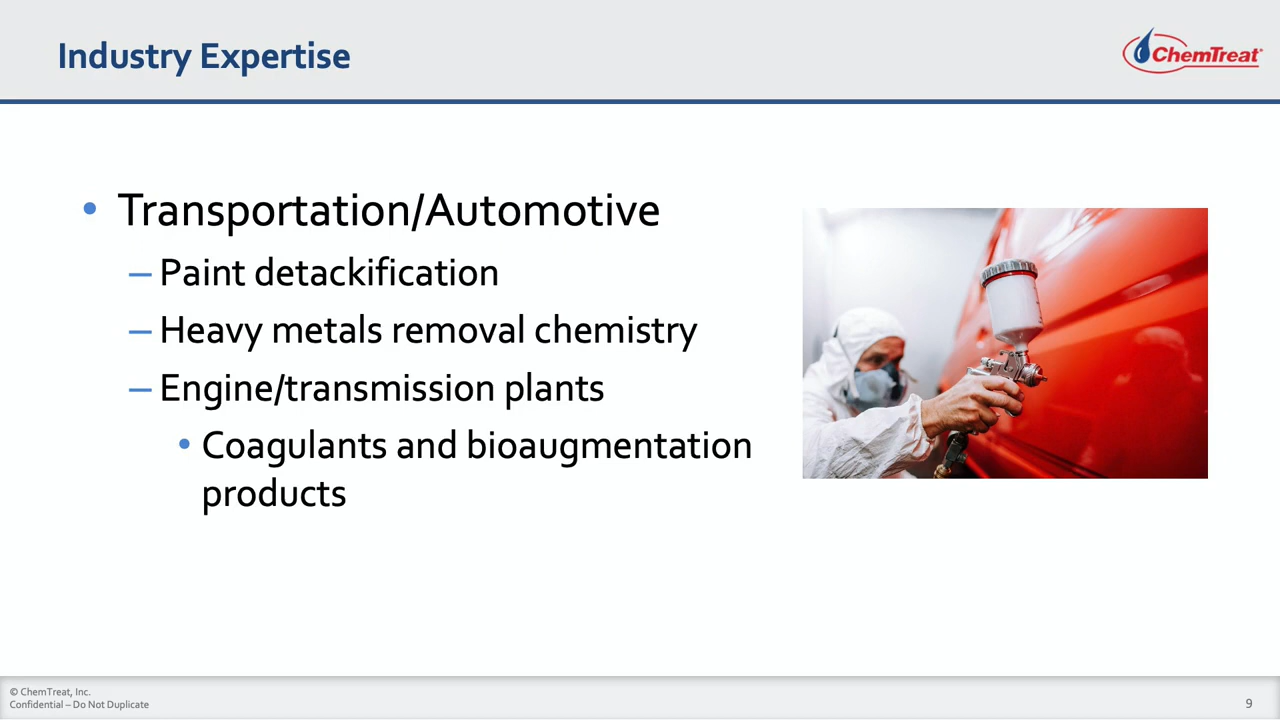 Industry Expertise
ChemTreat®
• Transportation/Automotive
– Paint detackification
– Heavy metals removal chemistry
– Engine/transmission plants
• Coagulants and bioaugmentation
products
© ChemTreat, Inc.
Confidential – Do Not Duplicate
9